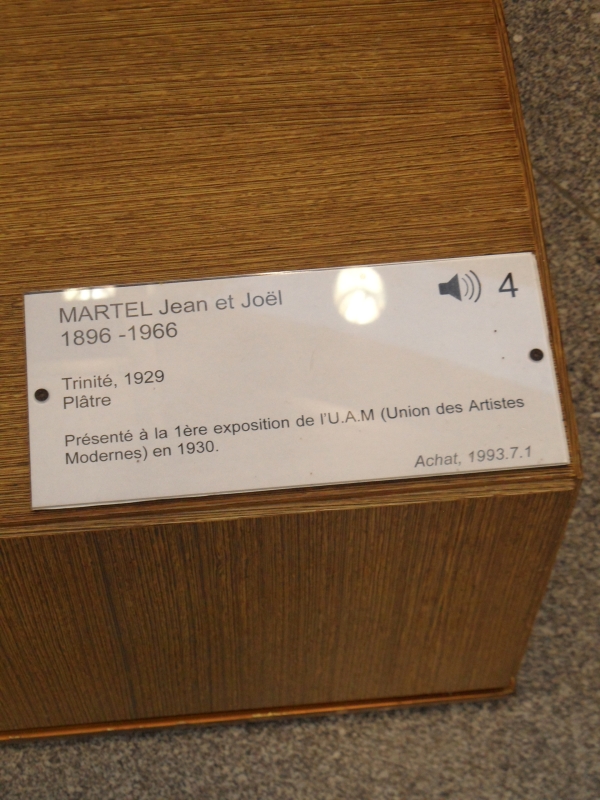 MARTEL Jean et Joël
1896 -1966
4
Trinité, 1929
Plâtre
Présenté à la 1ère exposition de l'U.A.M (Union des Artistes
Modernes) en 1930.
Achat, 1993.7.1